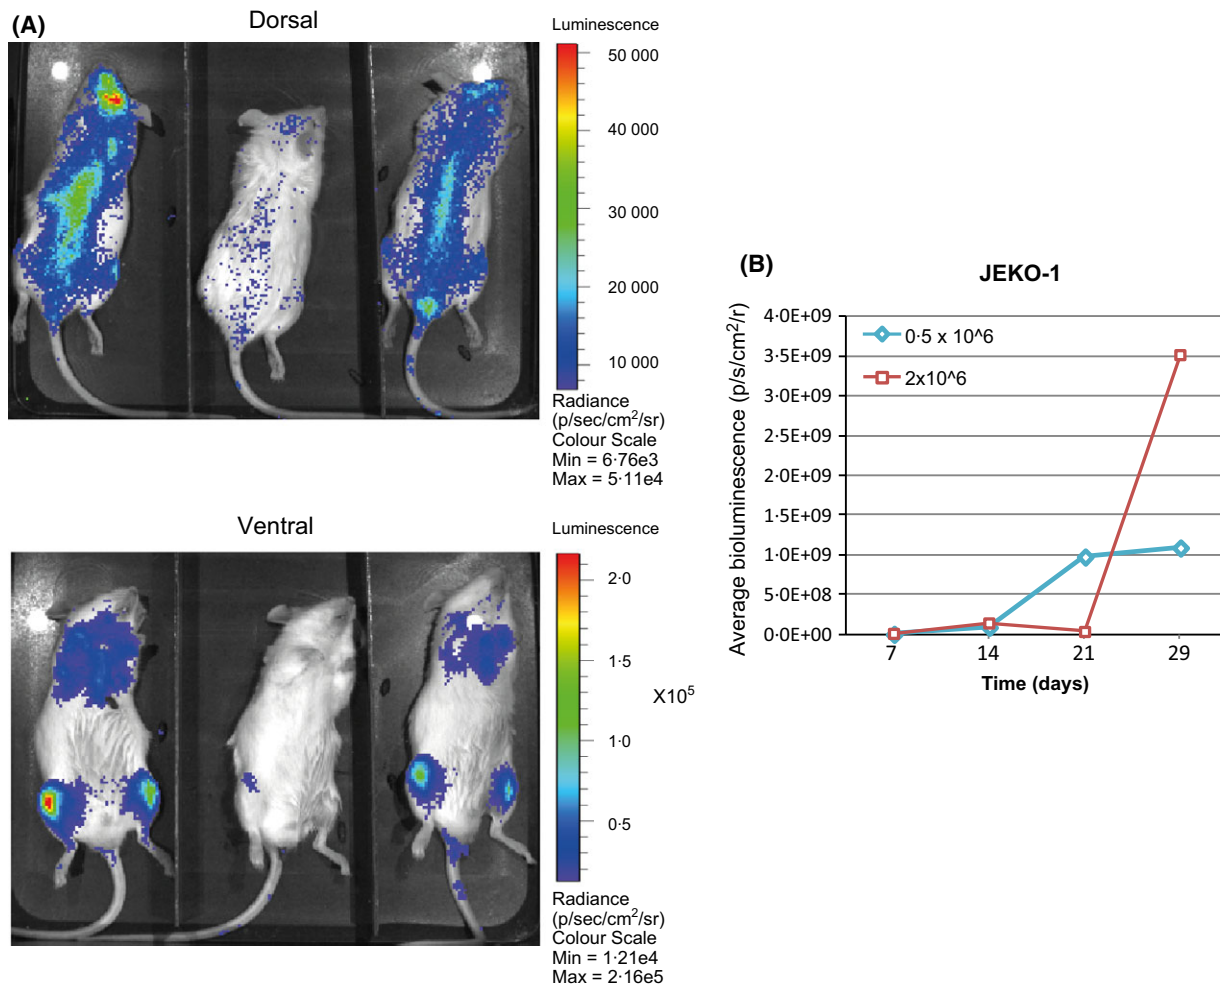 (A)
Dorsal
Luminescence
50 000
40 000
30 000
20 000
10 000
Radiance
(p/sec/cm²/sr)
Colour Scale
Min = 6·76e3
Max = 5·11e4
Ventral
Luminescence
2·0
1·5
X10⁵
1·0
0·5
Radiance
(p/sec/cm²/sr)
Colour Scale
Min = 1·21e4
Max = 2·16e5
(B)
JEKO-1
Average bioluminescence (p/s/cm²/r)
4·0E+09
3·5E+09
3·0E+09
2·5E+09
2·0E+09
1·5E+09
1·0E+09
5·0E+08
0·0E+00
0·5 x 10^6
2x10^6
7
14
21
29
Time (days)